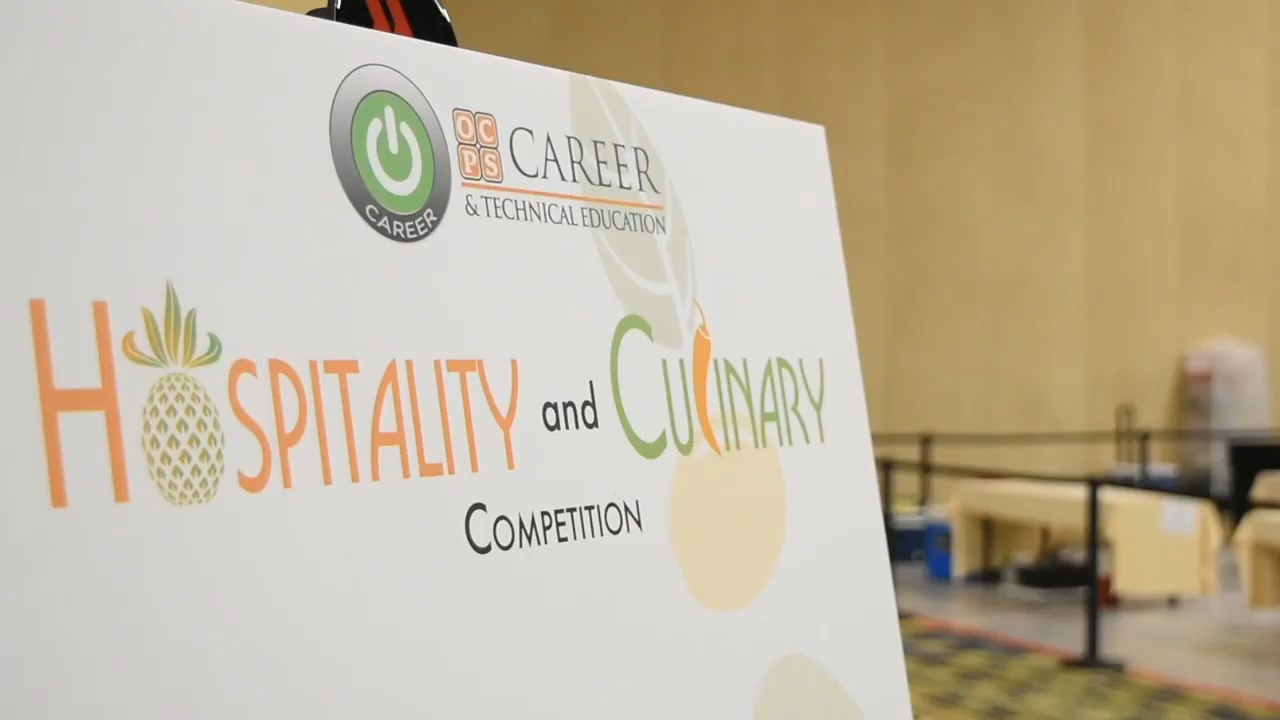 CAREER
OC
PS
CAREER
& TECHNICAL EDUCATION
HOSPITALITY and CULINARY
COMPETITION